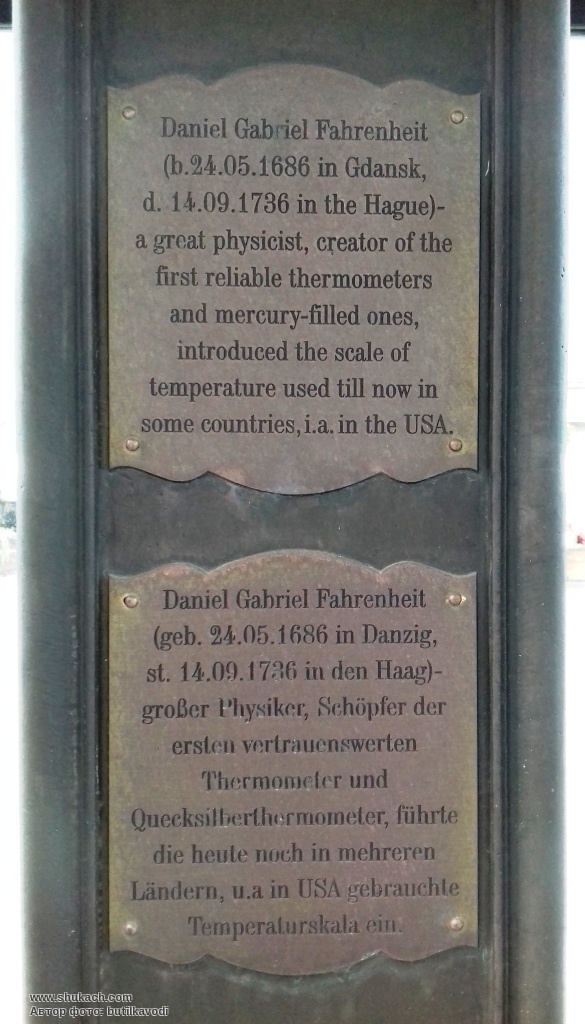 Daniel Gabriel Fahrenheit
(b.24.05.1686 in Gdansk,
d. 14.09.1736 in the Hague)-
a great physicist, creator of the
first reliable thermometers
and mercury-filled ones,
introduced the scale of
temperature used till now in
some countries, i.a. in the USA.
Daniel Gabriel Fahrenheit
(geb. 24.05.1686 in Danzig,
st. 14.09.1736 in den Haag)-
großer Physiker, Schöpfer der
ersten vertrauenswerten
Thermometer und
Quecksilberthermometer, führte
die heute noch in mehreren
Ländern, u.a in USA gebrauchte
Temperaturskala ein.
www.shukach.com
Автор фото: butilkavodi